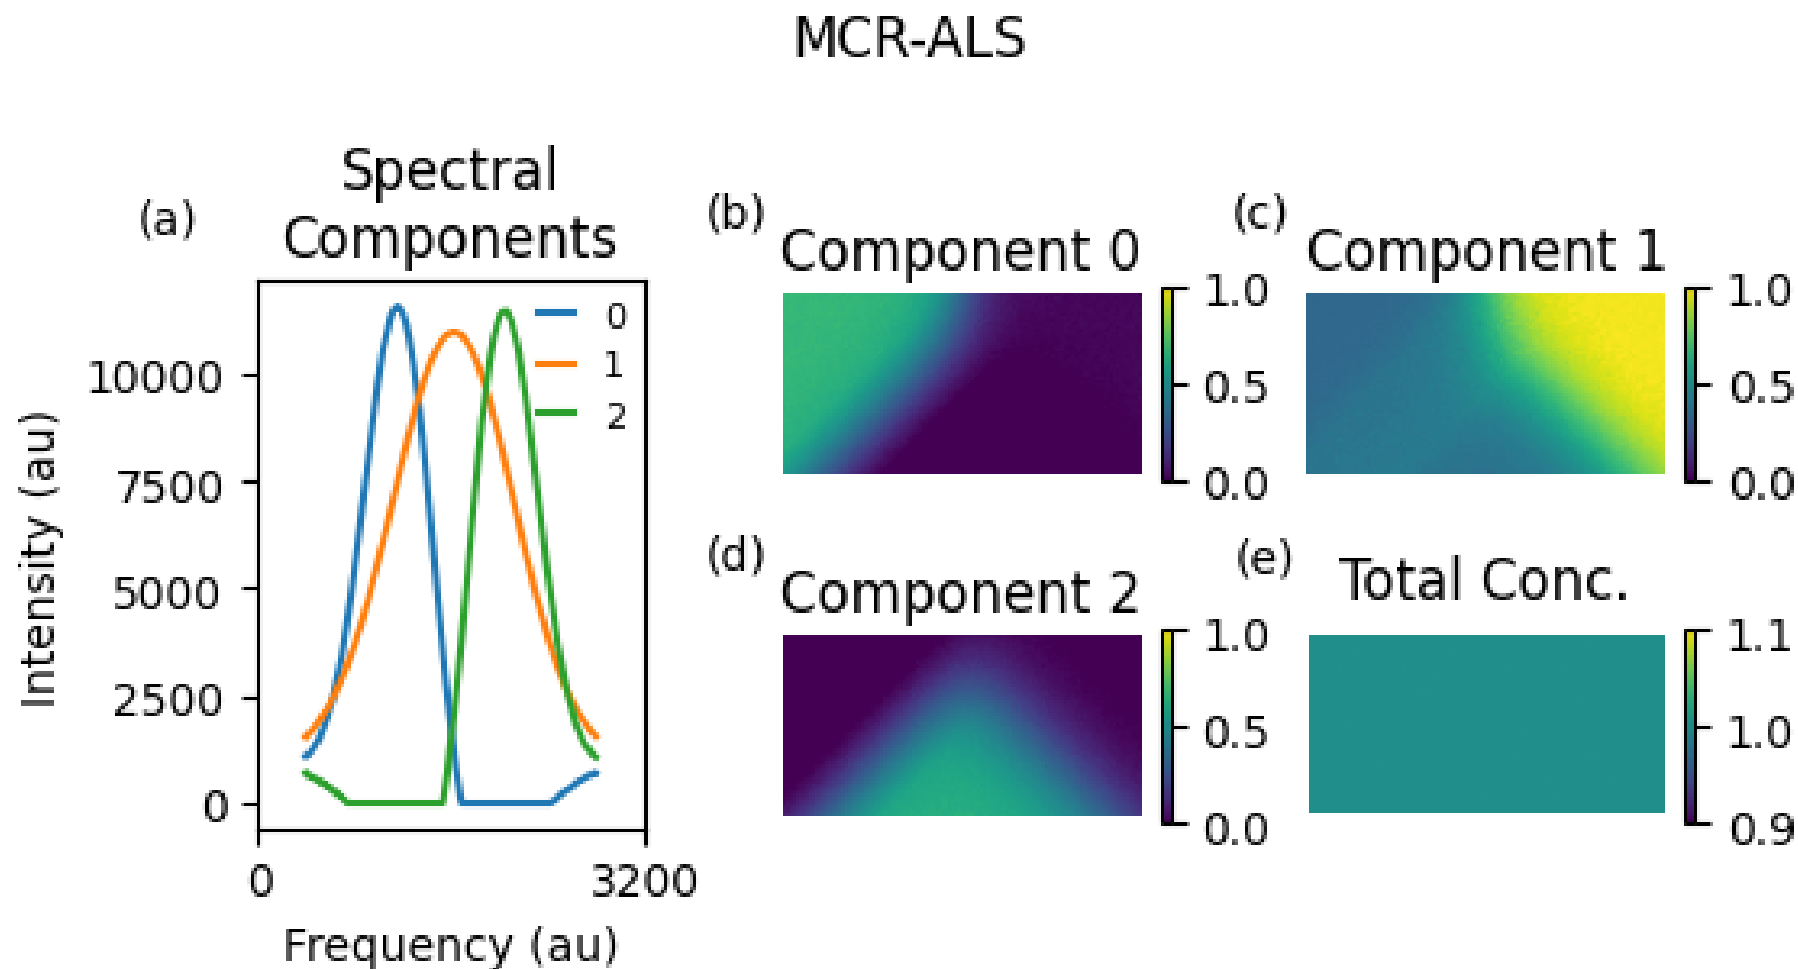 MCR-ALS
(a)
Spectral
Components
Intensity (au)
10000
7500
5000
2500
0
0
1
2
0
3200
Frequency (au)
(b)
Component 0
1.0
0.5
0.0
(c)
Component 1
1.0
0.5
0.0
(d)
Component 2
1.0
0.5
0.0
(e)
Total Conc.
1.1
1.0
0.9